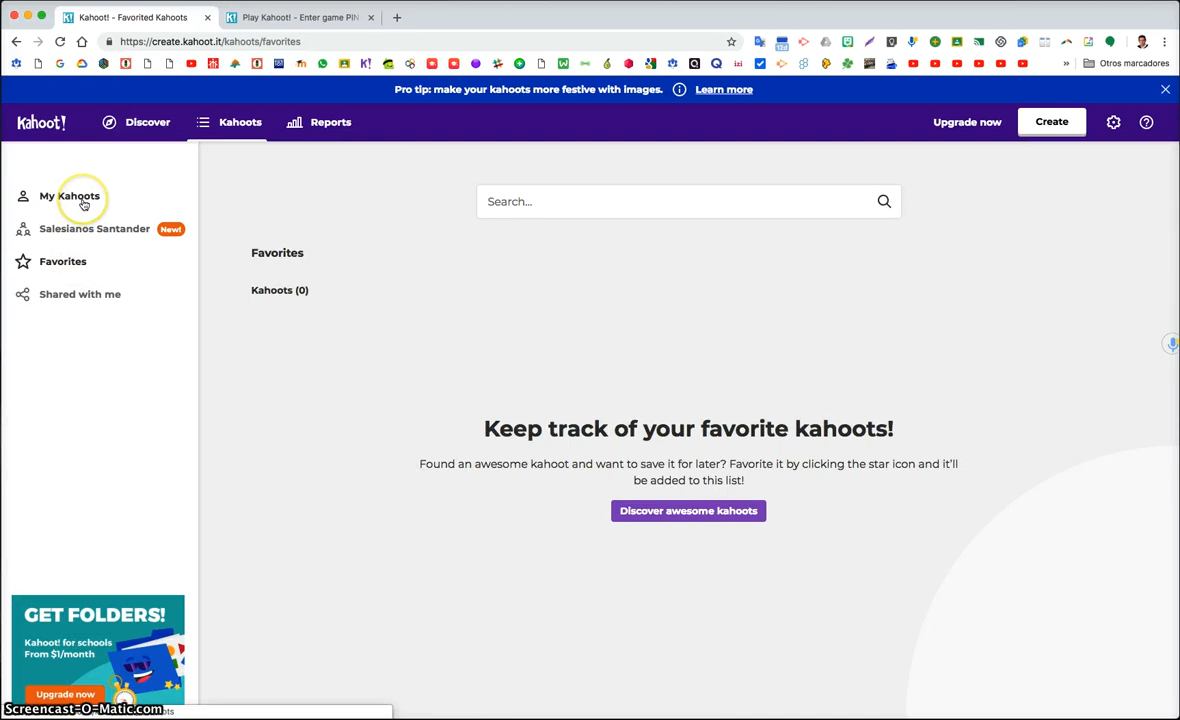 Kahoot! - Favorited Kahoots
Play Kahoot! - Enter game PIN
https://create.kahoot.it/kahoots/favorites
Otros marcadores
Pro tip: make your kahoots more festive with images. Learn more
Kahoot! Discover Kahoots Reports Upgrade now Create
My Kahoots
Salesianos Santander New!
Favorites
Shared with me
Search...
Favorites
Kahoots (0)
Keep track of your favorite kahoots!
Found an awesome kahoot and want to save it for later? Favorite it by clicking the star icon and it'll
be added to this list!
Discover awesome kahoots
GET FOLDERS!
Kahoot! for schools
From $1/month
Upgrade now
Screencast-O-Matic.com